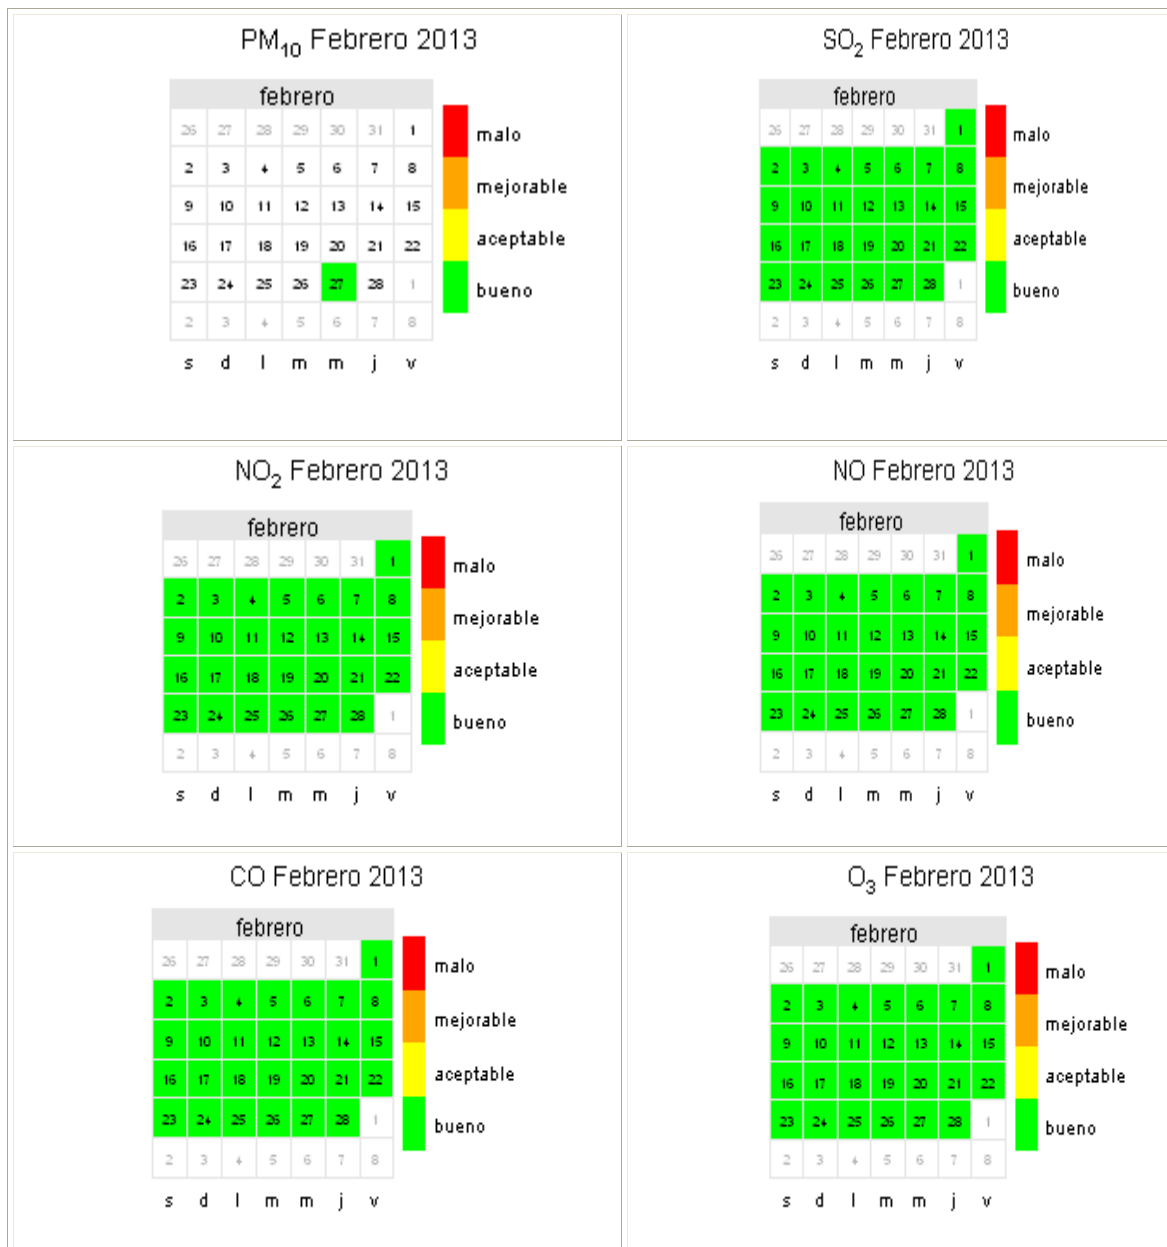 PM10 Febrero 2013
febrero
26 27 28 29 30 31 1
2 3 4 5 6 7 8
9 10 11 12 13 14 15
16 17 18 19 20 21 22
23 24 25 26 27 28 1
2 3 4 5 6 7 8
s d l m m j v
malo
mejorable
aceptable
bueno
SO2 Febrero 2013
febrero
26 27 28 29 30 31 1
2 3 4 5 6 7 8
9 10 11 12 13 14 15
16 17 18 19 20 21 22
23 24 25 26 27 28 1
2 3 4 5 6 7 8
s d l m m j v
malo
mejorable
aceptable
bueno
NO2 Febrero 2013
febrero
26 27 28 29 30 31 1
2 3 4 5 6 7 8
9 10 11 12 13 14 15
16 17 18 19 20 21 22
23 24 25 26 27 28 1
2 3 4 5 6 7 8
s d l m m j v
malo
mejorable
aceptable
bueno
NO Febrero 2013
febrero
26 27 28 29 30 31 1
2 3 4 5 6 7 8
9 10 11 12 13 14 15
16 17 18 19 20 21 22
23 24 25 26 27 28 1
2 3 4 5 6 7 8
s d l m m j v
malo
mejorable
aceptable
bueno
CO Febrero 2013
febrero
26 27 28 29 30 31 1
2 3 4 5 6 7 8
9 10 11 12 13 14 15
16 17 18 19 20 21 22
23 24 25 26 27 28 1
2 3 4 5 6 7 8
s d l m m j v
malo
mejorable
aceptable
bueno
O3 Febrero 2013
febrero
26 27 28 29 30 31 1
2 3 4 5 6 7 8
9 10 11 12 13 14 15
16 17 18 19 20 21 22
23 24 25 26 27 28 1
2 3 4 5 6 7 8
s d l m m j v
malo
mejorable
aceptable
bueno